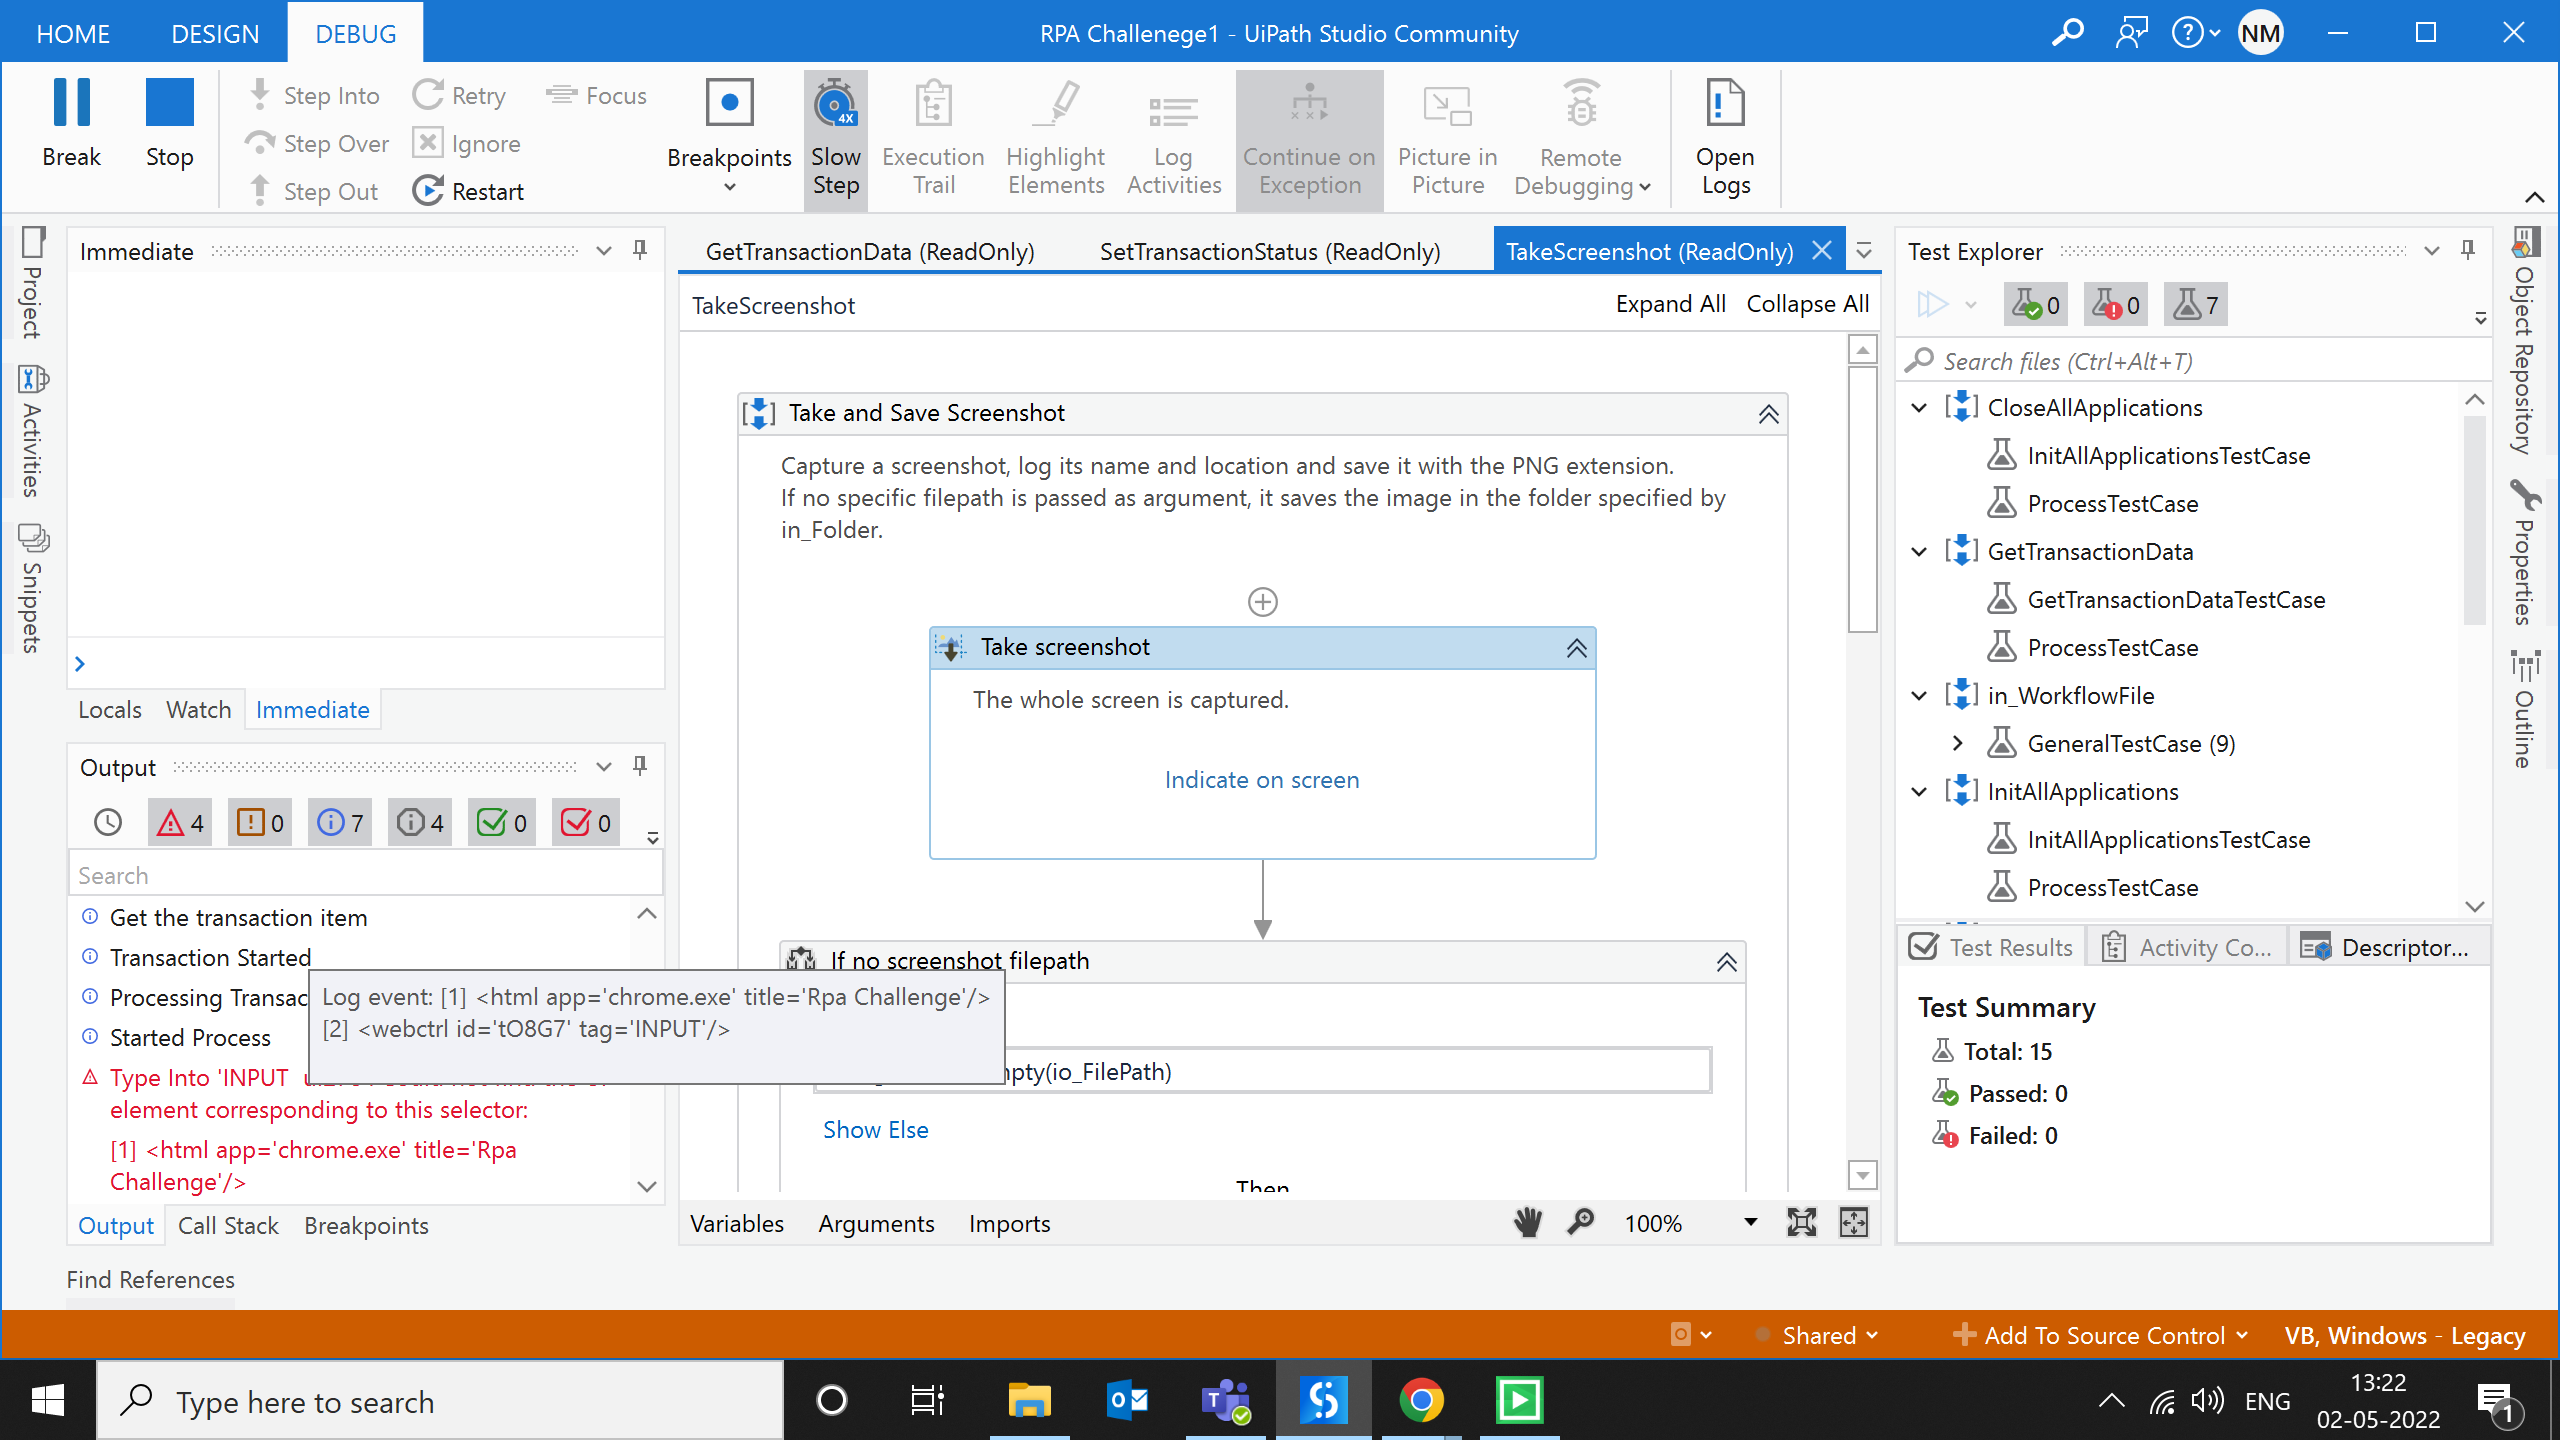 HOME
DESIGN
DEBUG
RPA Challenege1 - UiPath Studio Community
NM
Break
Stop
Step Into
Step Over
Step Out
Retry
Ignore
Restart
Focus
Breakpoints
4X
Slow
Step
Execution
Trail
Highlight
Elements
Log
Activities
Continue on
Exception
Picture in
Picture
Remote
Debugging
Open
Logs
Project
Activities
Snippets
Immediate
Locals
Watch
Immediate
Output
4
0
7
4
0
0
Search
Get the transaction item
Transaction Started
Processing Transac
Started Process
Type Into 'INPUT
element corresponding to this selector:
[1] <html app='chrome.exe' title='Rpa
Challenge'/>
Log event: [1] <html app='chrome.exe' title='Rpa Challenge'/>
[2] <webctrl id='tO8G7' tag='INPUT'/>
Output
Call Stack
Breakpoints
Find References
GetTransactionData (ReadOnly)
SetTransactionStatus (ReadOnly)
TakeScreenshot (ReadOnly)
TakeScreenshot
Expand All
Collapse All
Take and Save Screenshot
Capture a screenshot, log its name and location and save it with the PNG extension.
If no specific filepath is passed as argument, it saves the image in the folder specified by
in_Folder.
Take screenshot
The whole screen is captured.
Indicate on screen
If no screenshot filepath
pty(io_FilePath)
Show Else
Then
Variables
Arguments
Imports
100%
Test Explorer
0
0
7
Search files (Ctrl+Alt+T)
CloseAllApplications
InitAllApplicationsTestCase
ProcessTestCase
GetTransactionData
GetTransactionDataTestCase
ProcessTestCase
in_WorkflowFile
GeneralTestCase (9)
InitAllApplications
InitAllApplicationsTestCase
ProcessTestCase
Test Results
Activity Co...
Descriptor...
Test Summary
Total: 15
Passed: 0
Failed: 0
Object Repository
Properties
Outline
Shared
Add To Source Control
VB, Windows - Legacy
Type here to search
ENG
13:22
02-05-2022
1